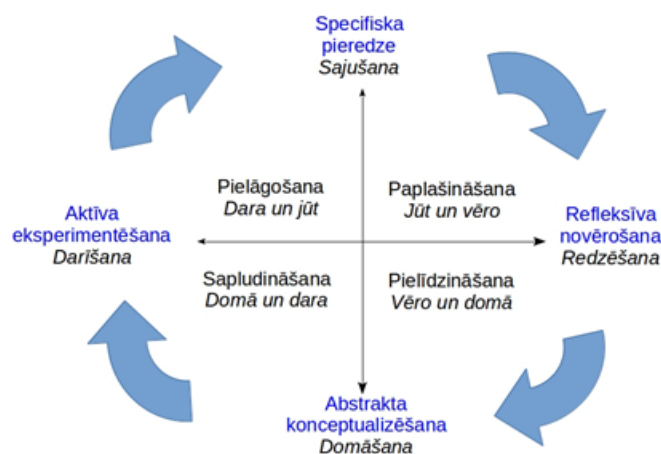 Specifiska
pieredze
Sajušana
Pielāgošana
Dara un jūt
Paplašināšana
Jūt un vēro
Aktīva
eksperimentēšana
Darīšana
Refleksīva
novērošana
Redzēšana
Sapludināšana
Domā un dara
Pielīdzināšana
Vēro un domā
Abstrakta
konceptualizēšana
Domāšana